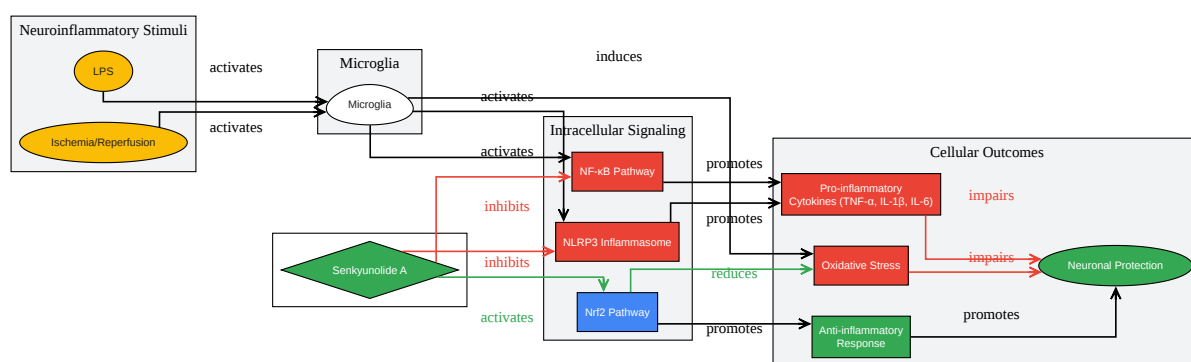 Neuroinflammatory Stimuli
LPS
Ischemia/Reperfusion
activates
activates
Microglia
Microglia
induces
activates
activates
Intracellular Signaling
NF-κB Pathway
NLRP3 Inflammasome
Nrf2 Pathway
Senkyunolide A
inhibits
inhibits
activates
promotes
promotes
reduces
promotes
Cellular Outcomes
Pro-inflammatory
Cytokines (TNF-α, IL-1β, IL-6)
Oxidative Stress
Anti-inflammatory
Response
impairs
impairs
promotes
Neuronal Protection